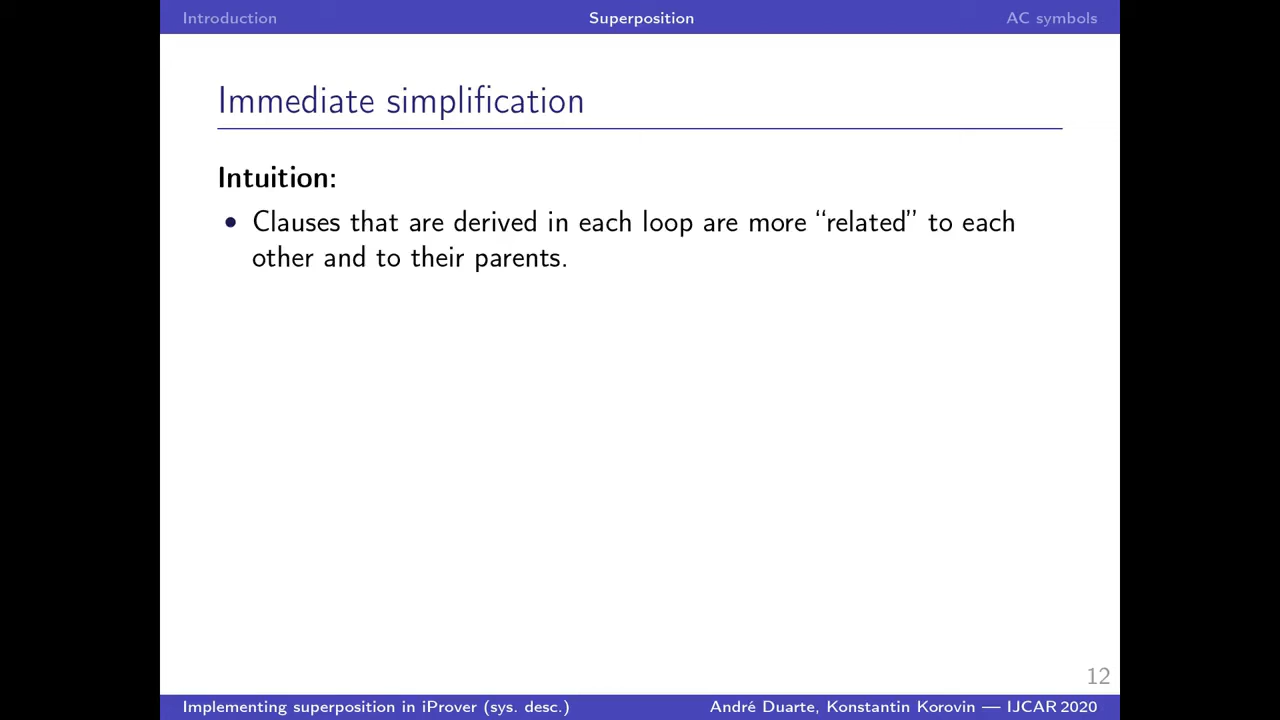 Introduction Superposition AC symbols
Immediate simplification
Intuition:
• Clauses that are derived in each loop are more “related” to each
other and to their parents.
12
Implementing superposition in iProver (sys. desc.) André Duarte, Konstantin Korovin — IJCAR 2020